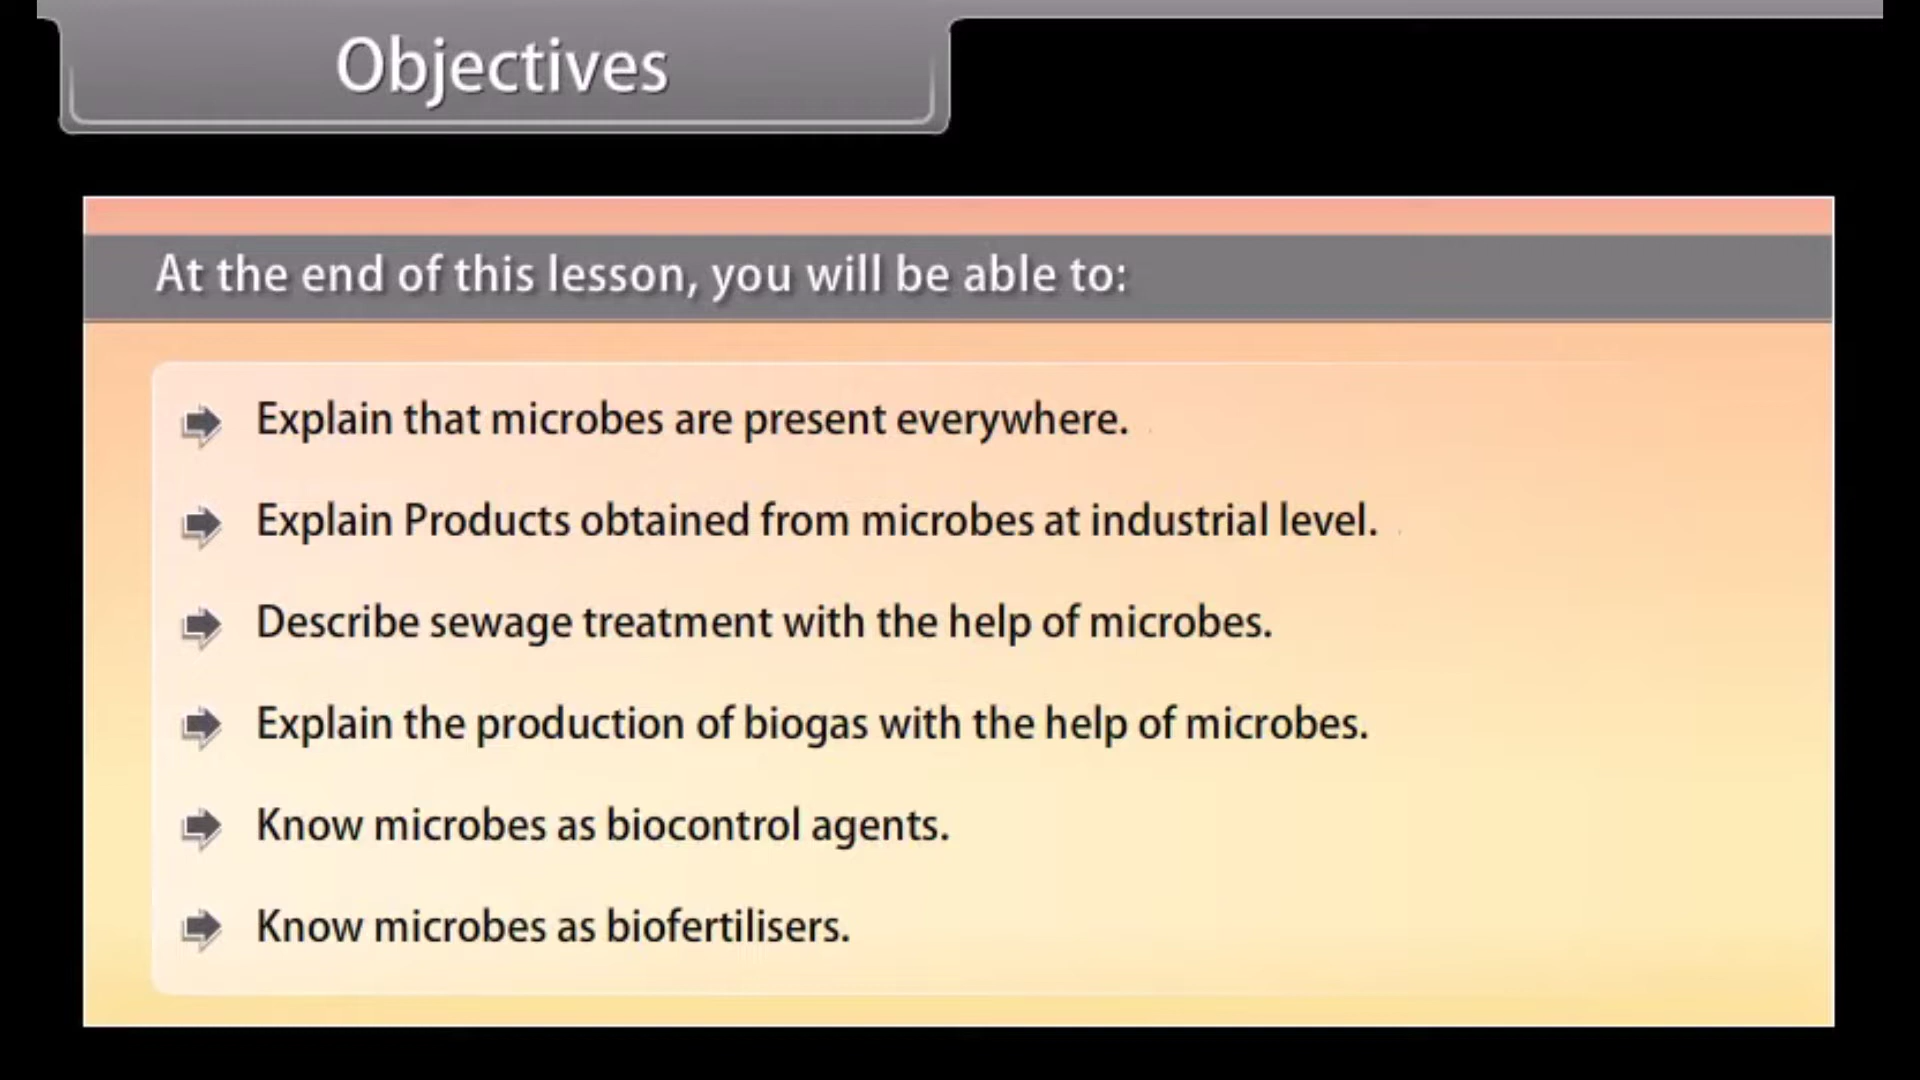 Objectives
At the end of this lesson, you will be able to:
Explain that microbes are present everywhere.
Explain Products obtained from microbes at industrial level.
Describe sewage treatment with the help of microbes.
Explain the production of biogas with the help of microbes.
Know microbes as biocontrol agents.
Know microbes as biofertilisers.